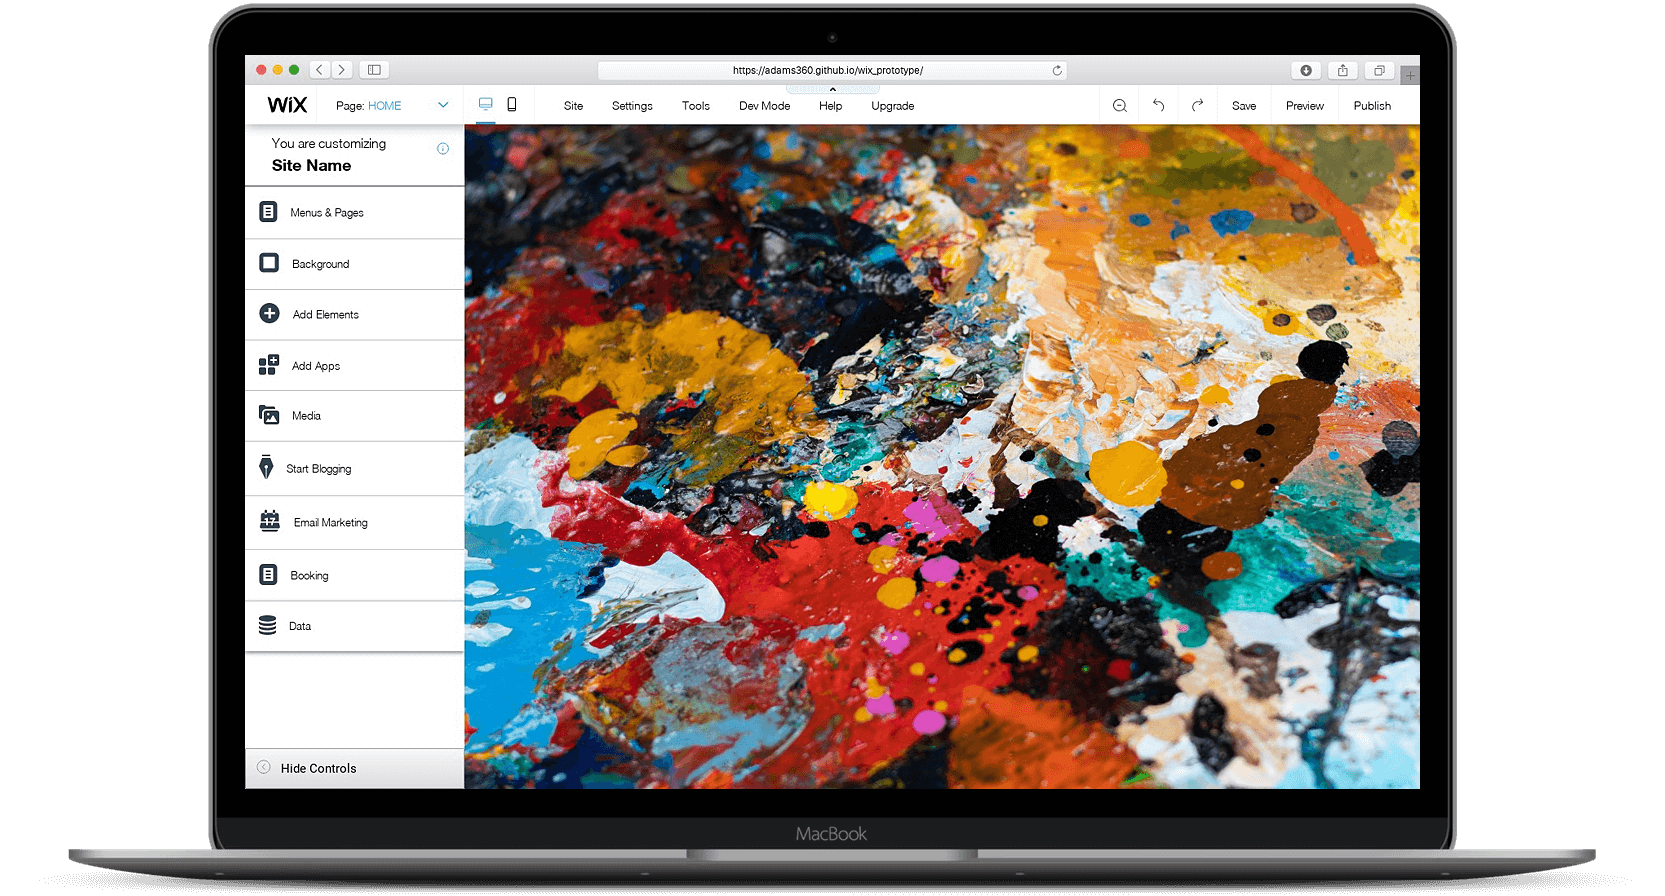 https://adams360.github.io/wix_prototype/
WiX Page: HOME Site Settings Tools Dev Mode Help Upgrade Save Preview Publish
You are customizing
Site Name
Menus & Pages
Background
Add Elements
Add Apps
Media
Start Blogging
17
Email Marketing
Booking
Data
Hide Controls
MacBook